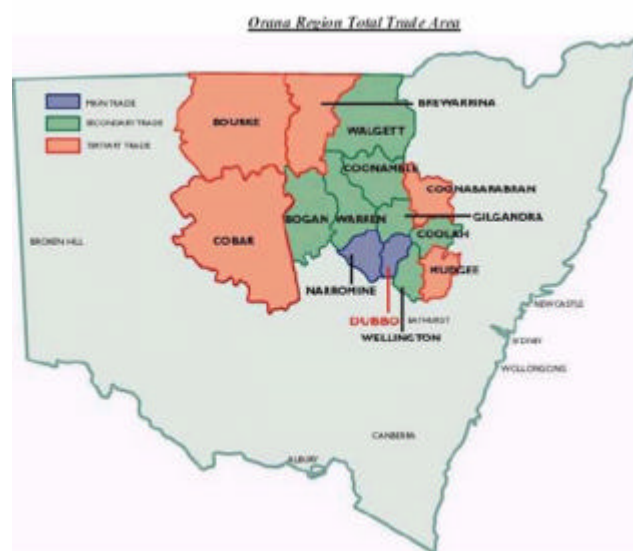 Orana Region Total Trade Area
MAIN TRADE
SECONDARY TRADE
TERTIARY TRADE
BOURKE
BREWARRINA
WALGETT
COONAMBLE
COONABARABRAN
BOGAN
WARREN
GILGANDRA
COOLAH
BROKEN HILL
COBAR
MUDGEE
NARROMINE
NEWCASTLE
DUBBO
BATHURST
WELLINGTON
SYDNEY
WOLLONGONG
CANBERRA
ALBURY